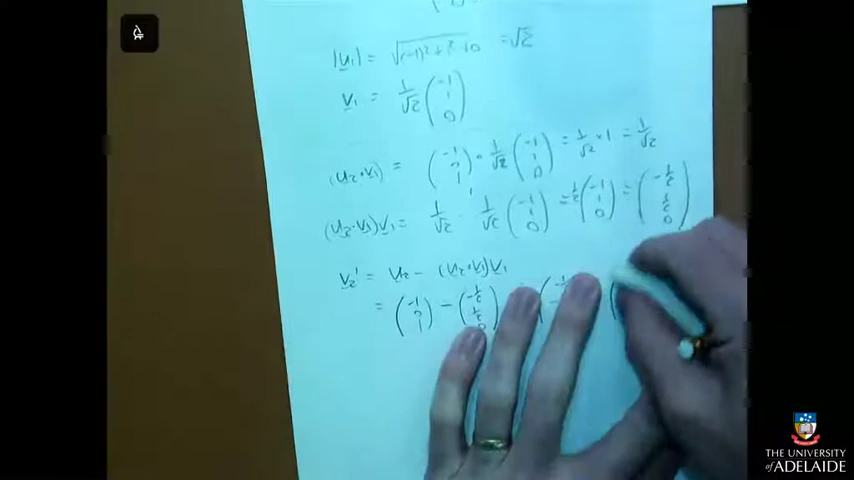 |u₁| = √((-1)²+1²+0) = √2
v₁ = 1/√2 (-1 1 0)
(u₂·v₁) = (-1 0 1) · 1/√2 (-1 1 0) = 1/√2 × 1 = 1/√2
(u₂·v₁)v₁ = 1/√2 · 1/√2 (-1 1 0) = 1/2 (-1 1 0) = (-1/2 1/2 0)
v₂' = u₂ - (u₂·v₁)v₁
= (-1 0 1) - (-1/2 1/2 0)
THE UNIVERSITY
of ADELAIDE